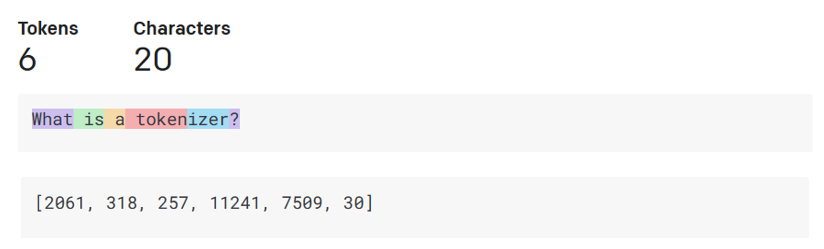 Tokens Characters
6 20
What is a tokenizer?
[2061, 318, 257, 11241, 7509, 30]